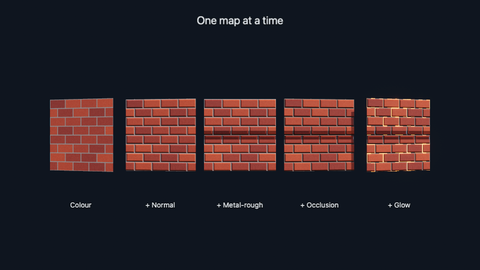 One map at a time
Colour
+ Normal
+ Metal-rough
+ Occlusion
+ Glow